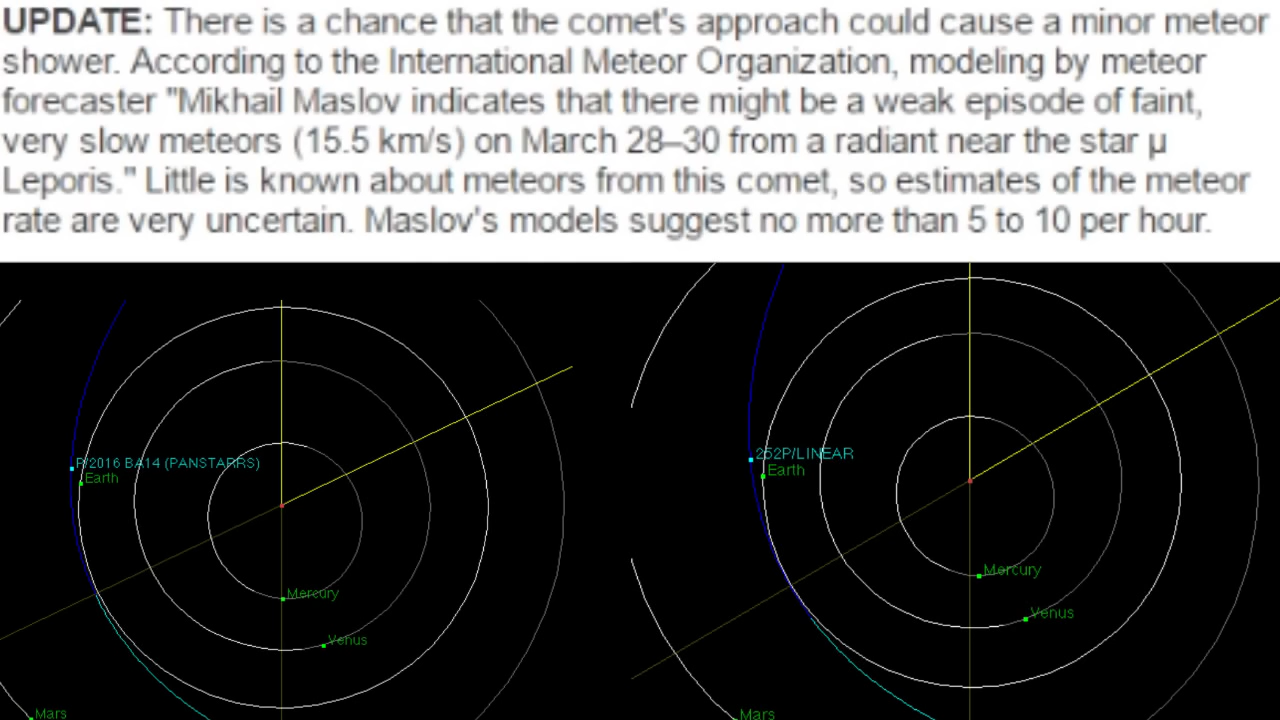 UPDATE: There is a chance that the comet's approach could cause a minor meteor
shower. According to the International Meteor Organization, modeling by meteor
forecaster "Mikhail Maslov indicates that there might be a weak episode of faint,
very slow meteors (15.5 km/s) on March 28–30 from a radiant near the star μ
Leporis." Little is known about meteors from this comet, so estimates of the meteor
rate are very uncertain. Maslov's models suggest no more than 5 to 10 per hour.
P/2016 BA14 (PANSTARRS)
Earth
Mercury
Venus
Mars
252P/LINEAR
Earth
Mercury
Venus
Mars